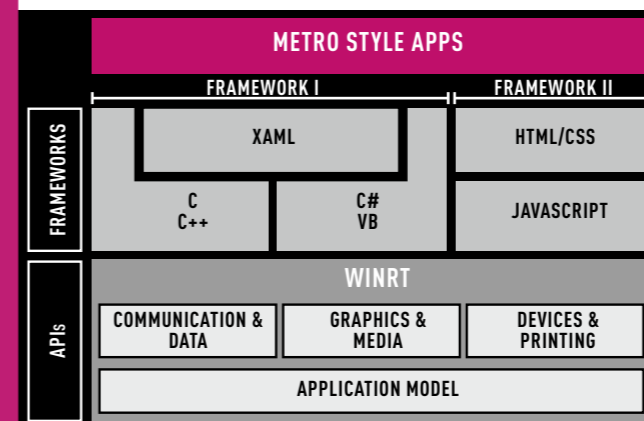 METRO STYLE APPS
FRAMEWORK I
FRAMEWORK II
FRAMEWORKS
XAML
HTML/CSS
C
C++
C#
VB
JAVASCRIPT
APIs
WINRT
COMMUNICATION &
DATA
GRAPHICS &
MEDIA
DEVICES &
PRINTING
APPLICATION MODEL